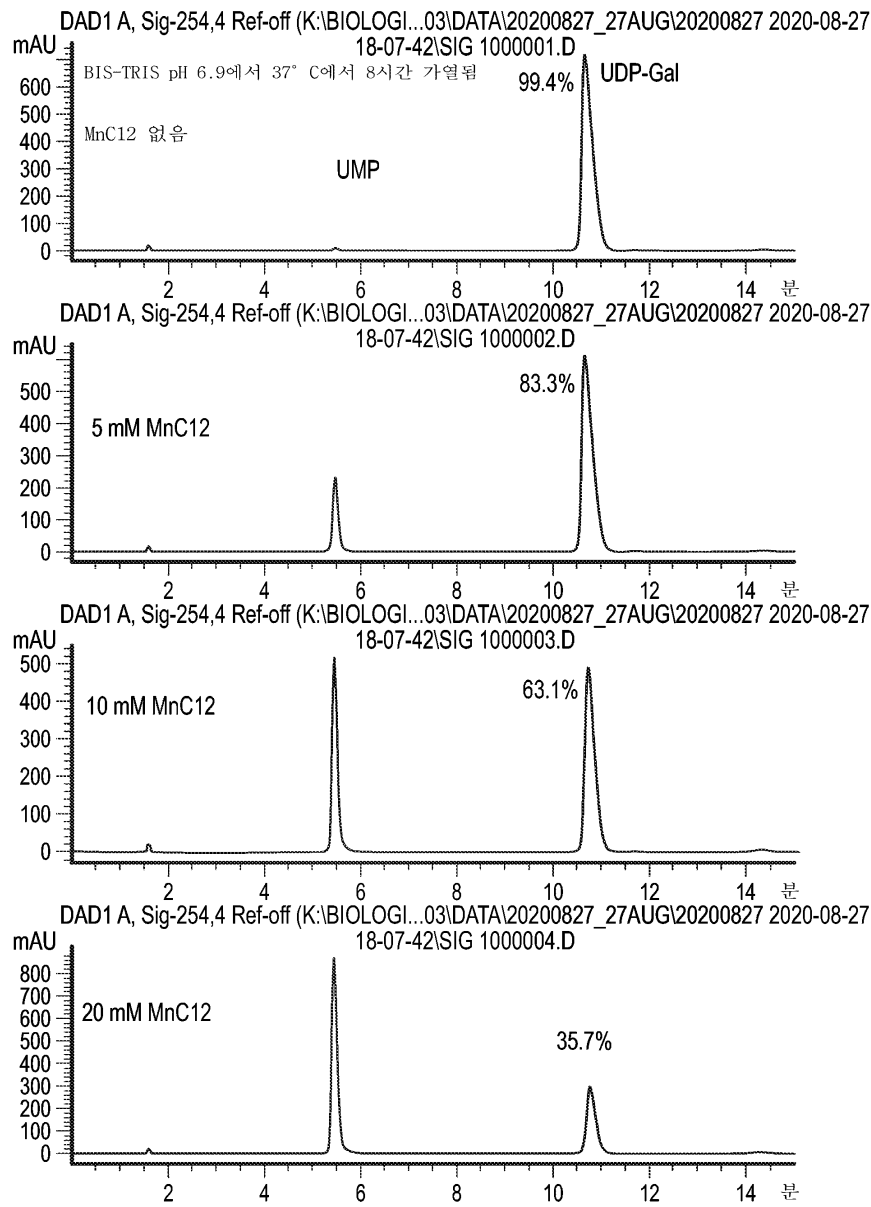 DAD1 A, Sig-254,4 Ref-off (K:\BIOLOGI...03\DATA\20200827_27AUG\20200827 2020-08-27
18-07-42\SIG 1000001.D
mAU
BIS-TRIS pH 6.9에서 37° C에서 8시간 가열됨
99.4%
UDP-Gal
MnC12 없음
UMP
600
500
400
300
200
100
0
2 4 6 8 10 12 14 분
DAD1 A, Sig-254,4 Ref-off (K:\BIOLOGI...03\DATA\20200827_27AUG\20200827 2020-08-27
18-07-42\SIG 1000002.D
mAU
83.3%
5 mM MnC12
500
400
300
200
100
0
2 4 6 8 10 12 14 분
DAD1 A, Sig-254,4 Ref-off (K:\BIOLOGI...03\DATA\20200827_27AUG\20200827 2020-08-27
18-07-42\SIG 1000003.D
mAU
63.1%
10 mM MnC12
500
400
300
200
100
0
2 4 6 8 10 12 14 분
DAD1 A, Sig-254,4 Ref-off (K:\BIOLOGI...03\DATA\20200827_27AUG\20200827 2020-08-27
18-07-42\SIG 1000004.D
mAU
20 mM MnC12
35.7%
800
700
600
500
400
300
200
100
0
2 4 6 8 10 12 14 분